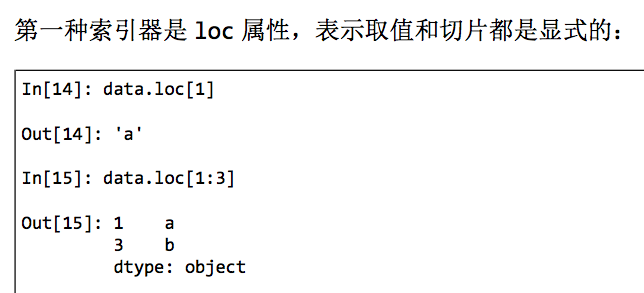 第一种索引器是 loc 属性，表示取值和切片都是显式的：
In[14]: data.loc[1]
Out[14]: 'a'
In[15]: data.loc[1:3]
Out[15]: 1    a
         3    b
         dtype: object